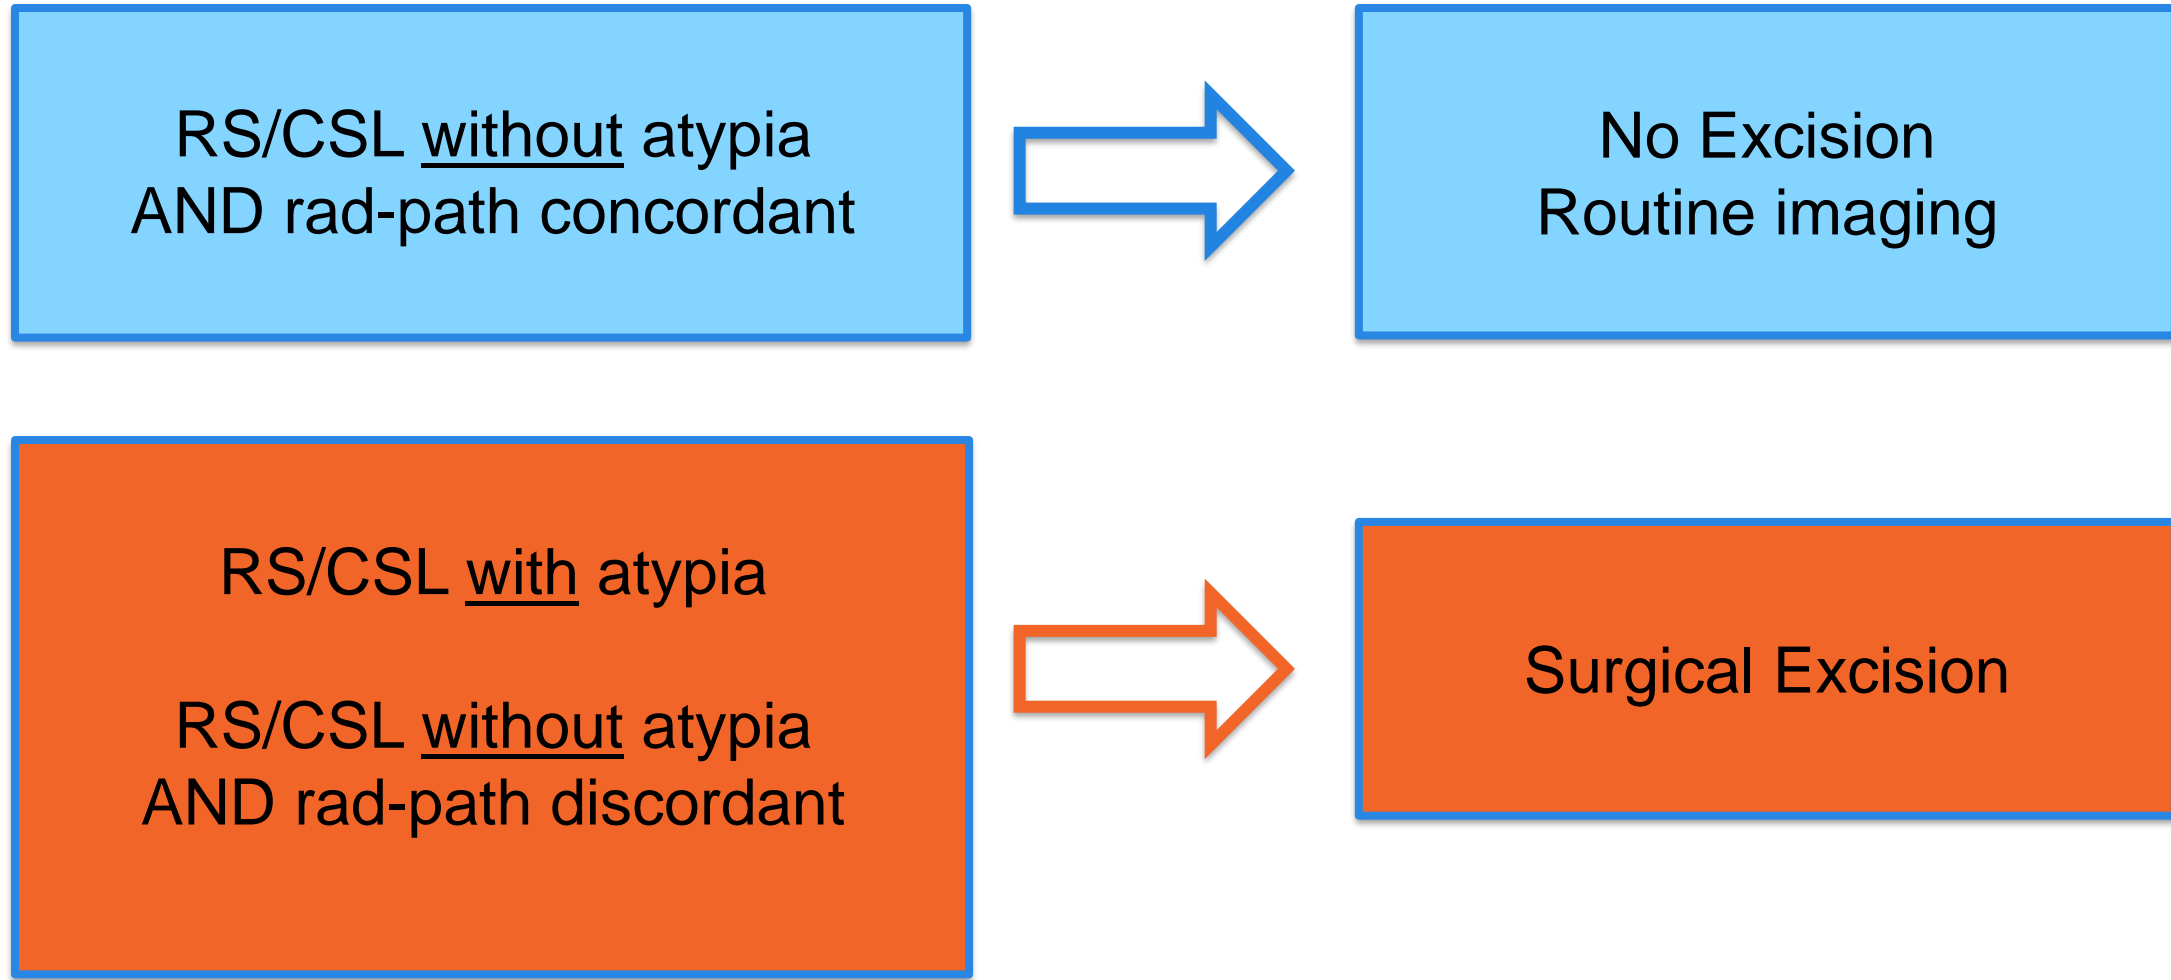 RS/CSL without atypia
AND rad-path concordant
No Excision
Routine imaging
RS/CSL with atypia
RS/CSL without atypia
AND rad-path discordant
Surgical Excision